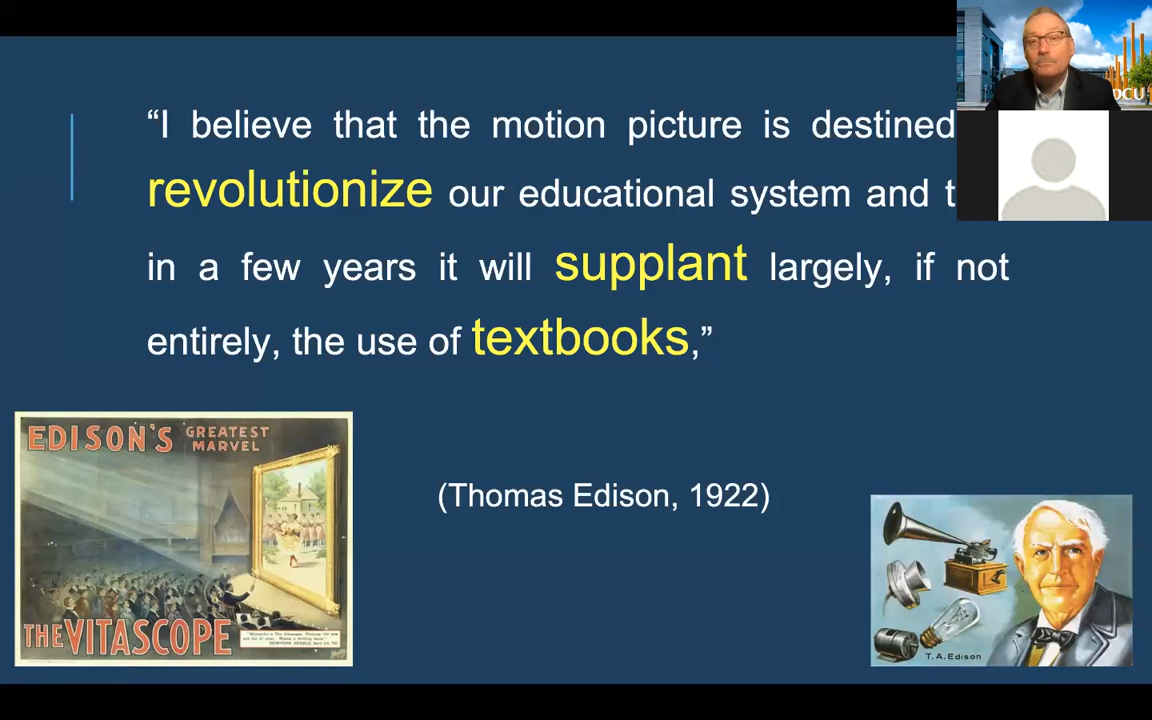 “I believe that the motion picture is destined
revolutionize our educational system and t
in a few years it will supplant largely, if not
entirely, the use of textbooks,”
(Thomas Edison, 1922)
EDISON'S GREATEST
MARVEL
THE VITASCOPE
T.A.Edison
DCU